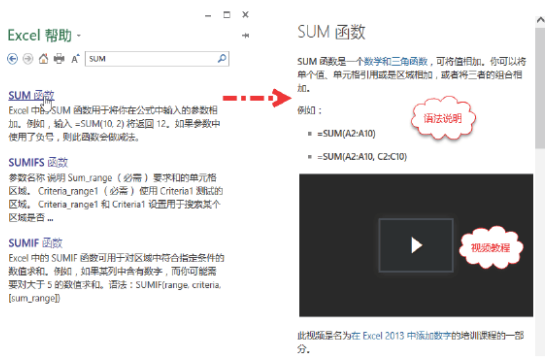 Excel 帮助
SUM
SUM 函数
Excel 中的 SUM 函数用于将你在公式中输入的参数相
加。例如，输入 =SUM(10, 2) 将返回 12。如果参数中
使用了负号，则此函数会做减法。
SUMIFS 函数
参数名称 说明 Sum_range（必需） 要求和的单元格
区域。 Criteria_range1（必需） 使用 Criteria1 测试的
区域。 Criteria_range1 和 Criteria1 设置用于搜索某个
区域是否 ...
SUMIF 函数
Excel 中的 SUMIF 函数可用于对区域中符合指定条件的
数值求和。例如，如果某列中含有数字，而你可能需
要对大于 5 的数值求和。语法：SUMIF(range, criteria,
[sum_range])
SUM 函数
SUM 函数是一个数学和三角函数，可将值相加。你可以将
单个值、单元格引用或是区域相加，或者将三者的组合相
加。
例如：
=SUM(A2:A10)
=SUM(A2:A10, C2:C10)
语法说明
视频教程
此视频是名为在 Excel 2013 中添加数字的培训课程的一部
分。